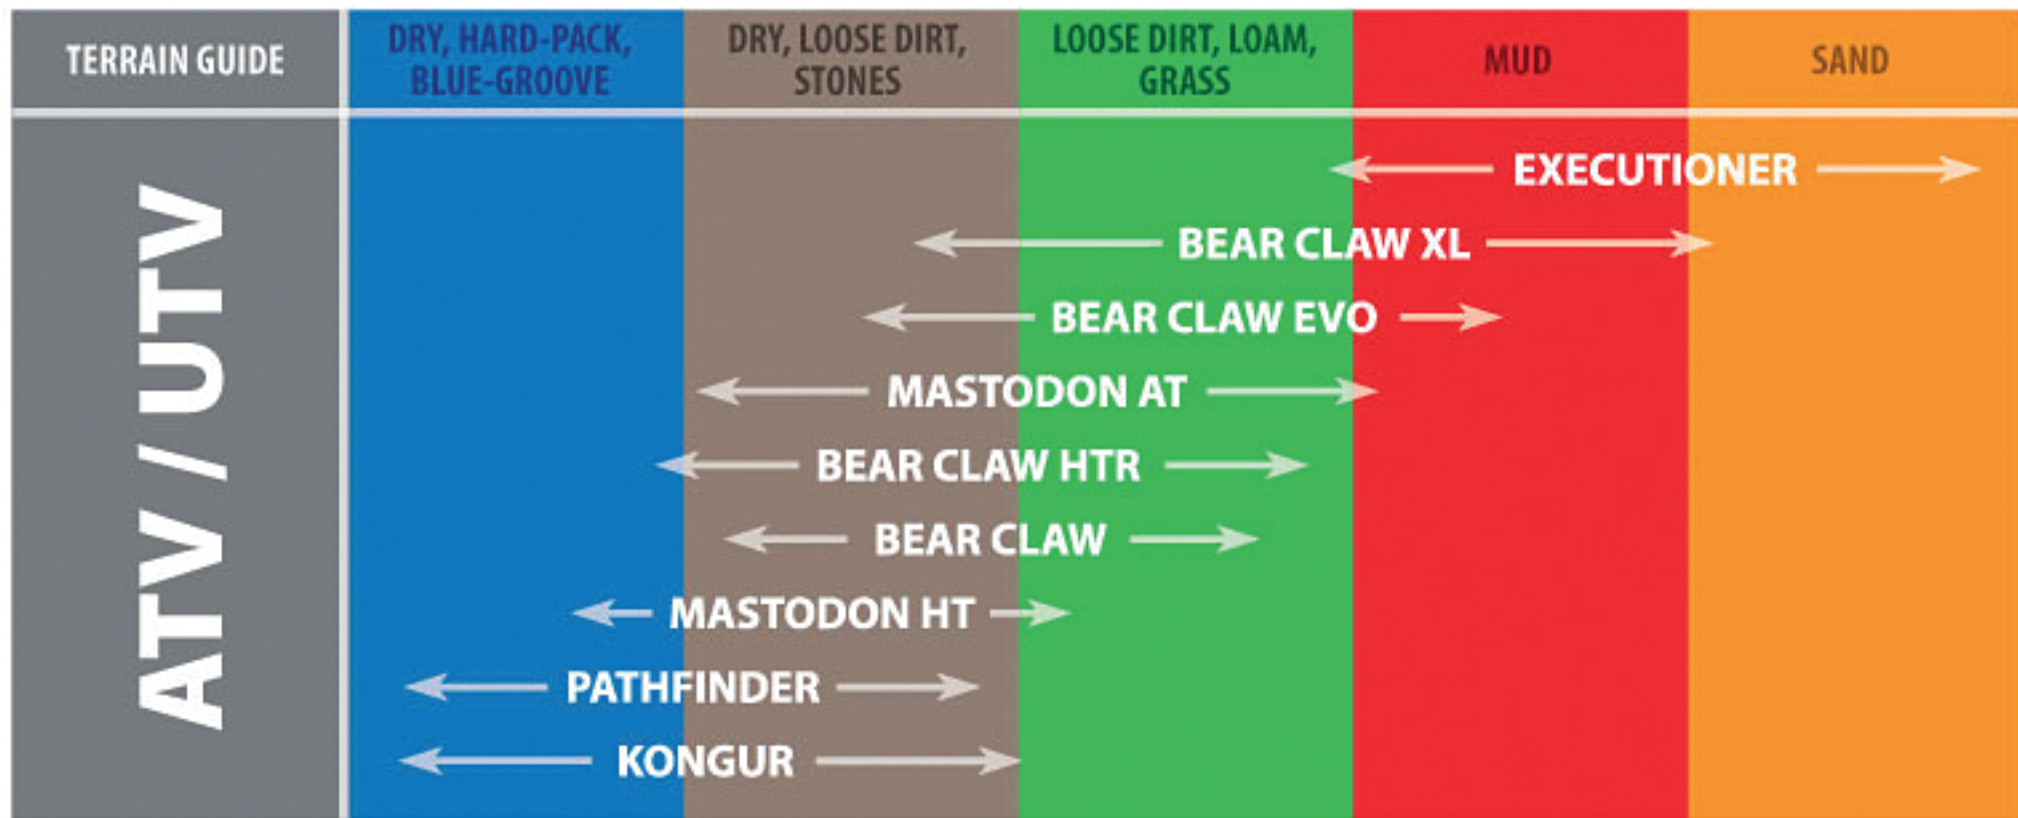 TERRAIN GUIDE
DRY, HARD-PACK,
BLUE-GROOVE
DRY, LOOSE DIRT,
STONES
LOOSE DIRT, LOAM,
GRASS
MUD
SAND
ATV / UTV
EXECUTIONER
BEAR CLAW XL
BEAR CLAW EVO
MASTODON AT
BEAR CLAW HTR
BEAR CLAW
MASTODON HT
PATHFINDER
KONGUR